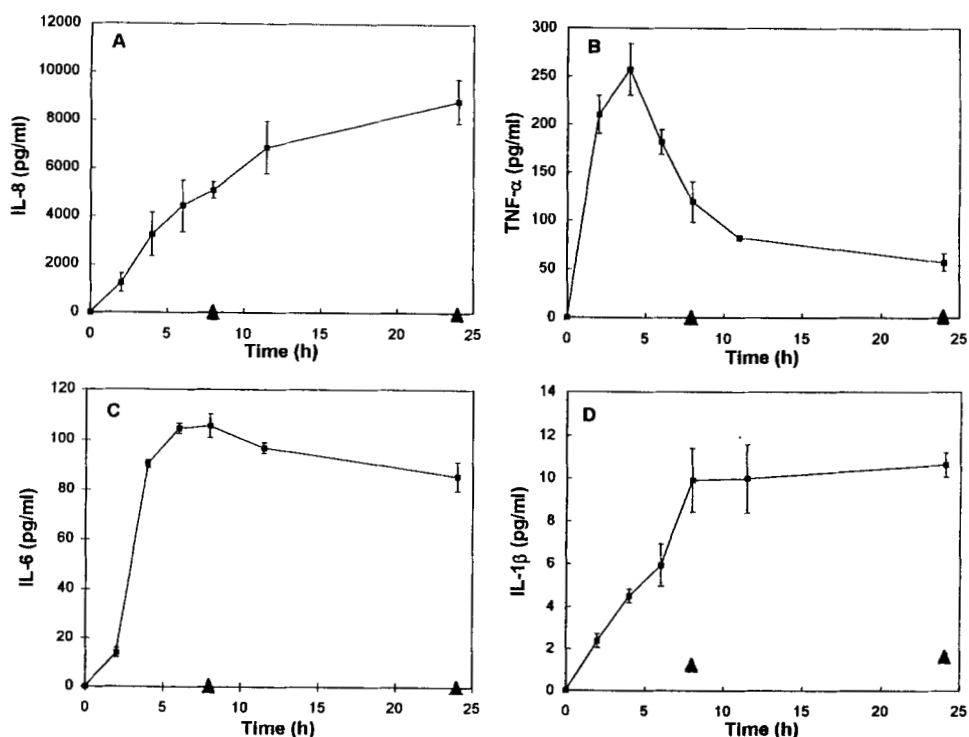 A
IL-8 (pg/ml)
12000
10000
8000
6000
4000
2000
0
0 5 10 15 20 25
Time (h)
B
TNF-α (pg/ml)
300
250
200
150
100
50
0
0 5 10 15 20 25
Time (h)
C
IL-6 (pg/ml)
120
100
80
60
40
20
0
0 5 10 15 20 25
Time (h)
D
IL-1β (pg/ml)
14
12
10
8
6
4
2
0
0 5 10 15 20 25
Time (h)